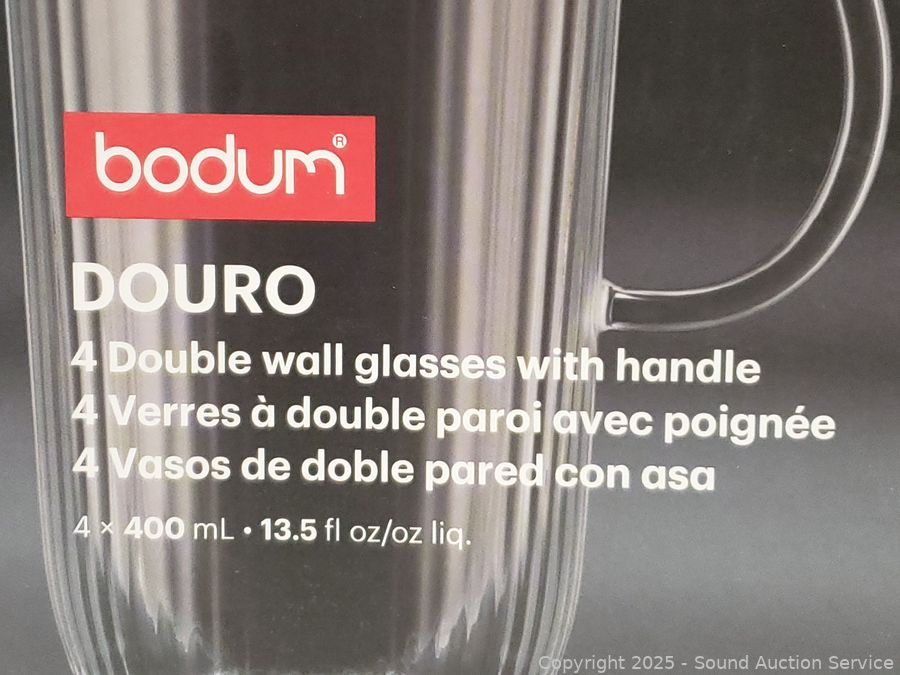 bodum®
DOURO
4 Double wall glasses with handle
4 Verres à double paroi avec poignée
4 Vasos de doble pared con asa
4 × 400 mL • 13.5 fl oz/oz liq.
Copyright 2025 - Sound Auction Service